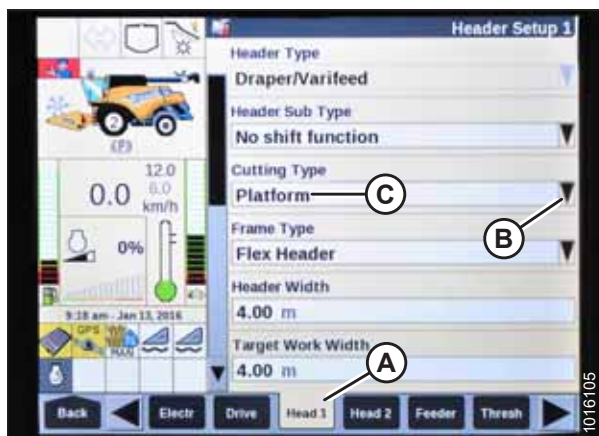 Header Setup 1
Header Type
Draper/Varifeed
Header Sub Type
No shift function
Cutting Type
Platform
C
B
Frame Type
Flex Header
Header Width
4.00 m
Target Work Width
4.00 m
A
2
(P)
12.0
6.0
0.0 km/h
0%
9:18 am - Jan 13, 2016
GPS
MAN
Back
Electr
Drive
Head 1
Head 2
Feeder
Thresh
1016105